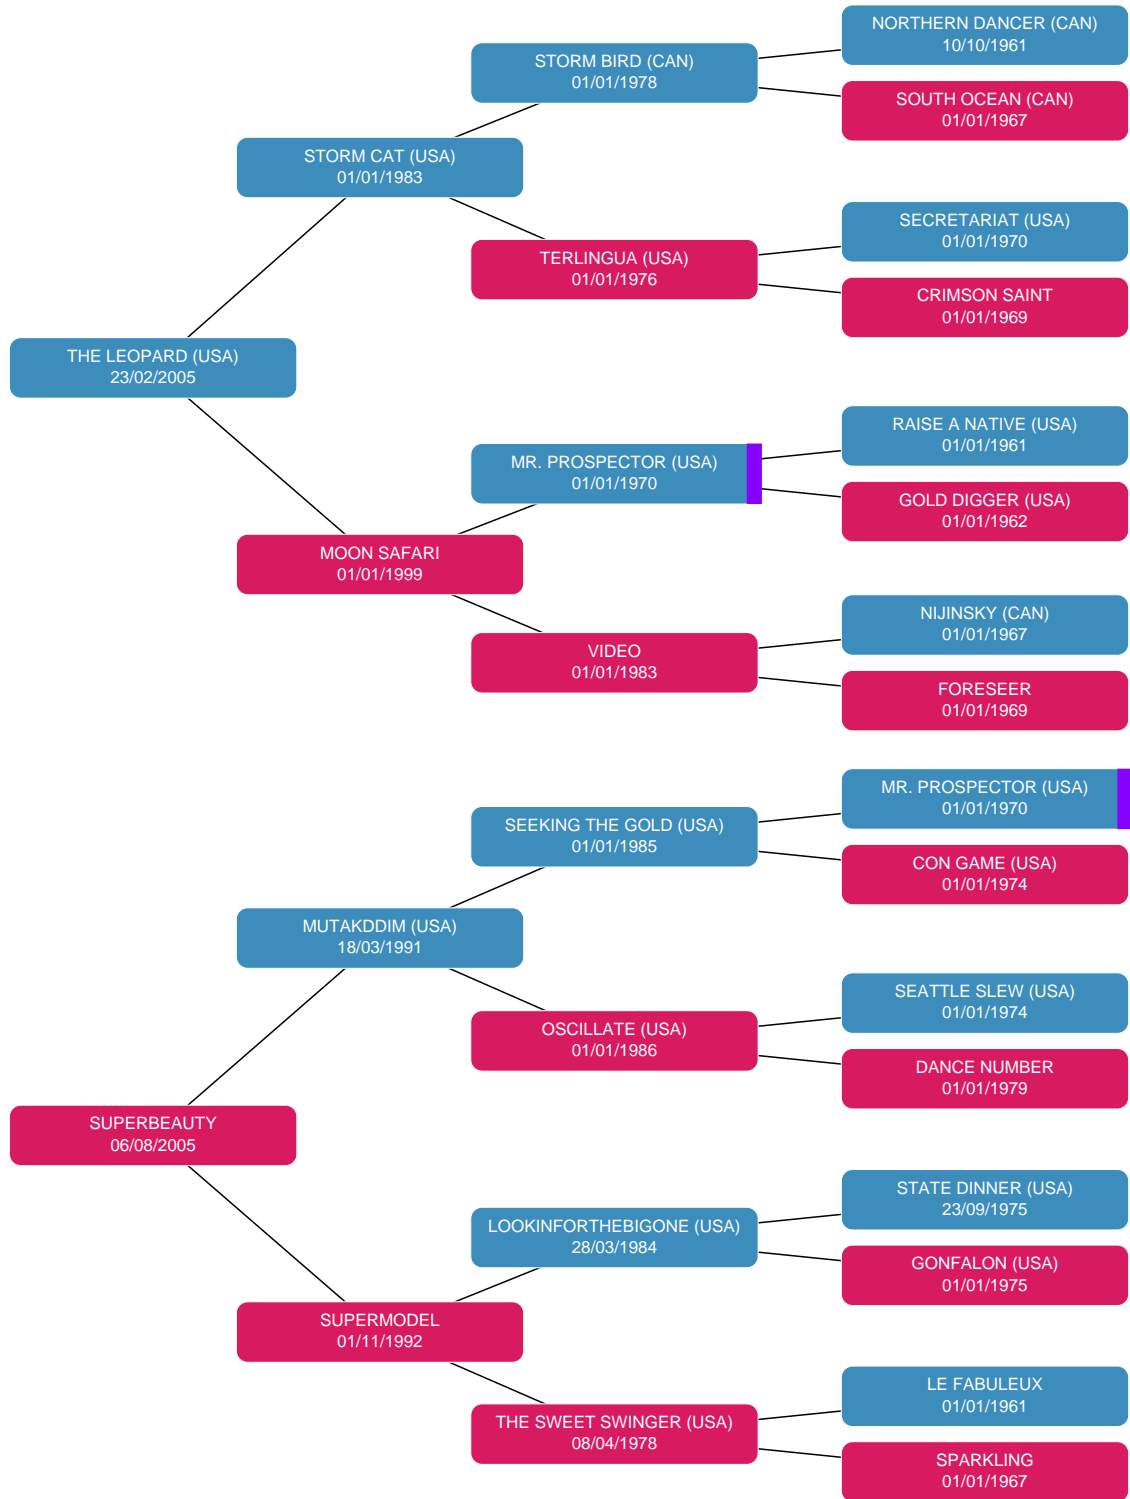 NORTHERN DANCER (CAN)
10/10/1961
STORM BIRD (CAN)
01/01/1978
SOUTH OCEAN (CAN)
01/01/1967
STORM CAT (USA)
01/01/1983
SECRETARIAT (USA)
01/01/1970
TERLINGUA (USA)
01/01/1976
CRIMSON SAINT
01/01/1969
THE LEOPARD (USA)
23/02/2005
RAISE A NATIVE (USA)
01/01/1961
MR. PROSPECTOR (USA)
01/01/1970
GOLD DIGGER (USA)
01/01/1962
MOON SAFARI
01/01/1999
NIJINSKY (CAN)
01/01/1967
VIDEO
01/01/1983
FORESEER
01/01/1969
MR. PROSPECTOR (USA)
01/01/1970
SEEKING THE GOLD (USA)
01/01/1985
CON GAME (USA)
01/01/1974
MUTAKDDIM (USA)
18/03/1991
SEATTLE SLEW (USA)
01/01/1974
OSCILLATE (USA)
01/01/1986
DANCE NUMBER
01/01/1979
SUPERBEAUTY
06/08/2005
STATE DINNER (USA)
23/09/1975
LOOKINFORTHEBIGONE (USA)
28/03/1984
GONFALON (USA)
01/01/1975
SUPERMODEL
01/11/1992
LE FABULEUX
01/01/1961
THE SWEET SWINGER (USA)
08/04/1978
SPARKLING
01/01/1967